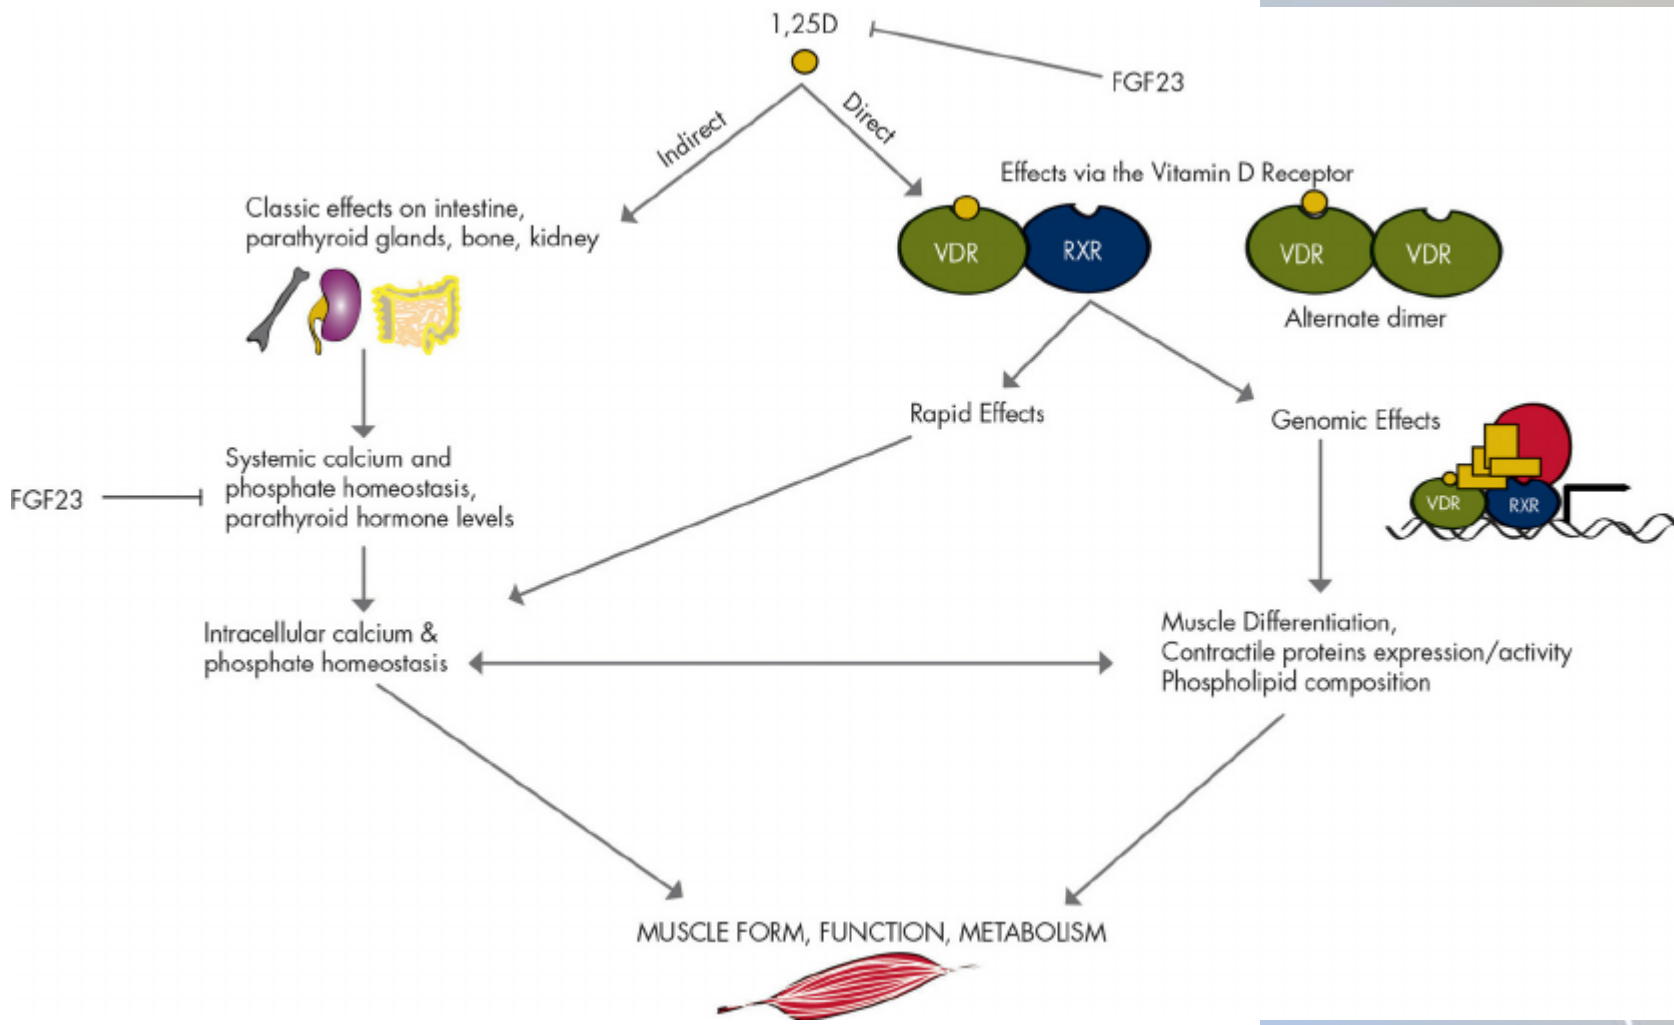 1,25D
FGF23
Indirect
Direct
Effects via the Vitamin D Receptor
Classic effects on intestine,
parathyroid glands, bone, kidney
VDR
RXR
VDR
VDR
Alternate dimer
Rapid Effects
Genomic Effects
Systemic calcium and
phosphate homeostasis,
parathyroid hormone levels
FGF23
VDR
RXR
Intracellular calcium &
phosphate homeostasis
Muscle Differentiation,
Contractile proteins expression/activity
Phospholipid composition
MUSCLE FORM, FUNCTION, METABOLISM